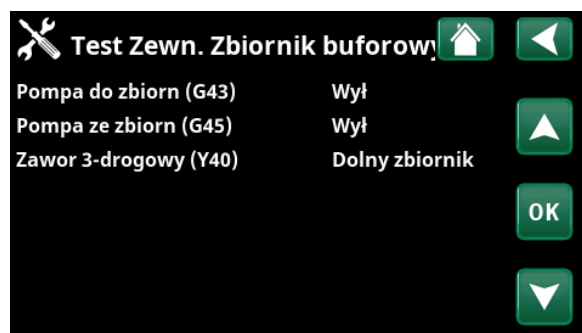 Test Zewn. Zbiornik buforowy
Pompa do zbiorn (G43) Wył
Pompa ze zbiorn (G45) Wył
Zawor 3-drogowy (Y40) Dolny zbiornik
OK